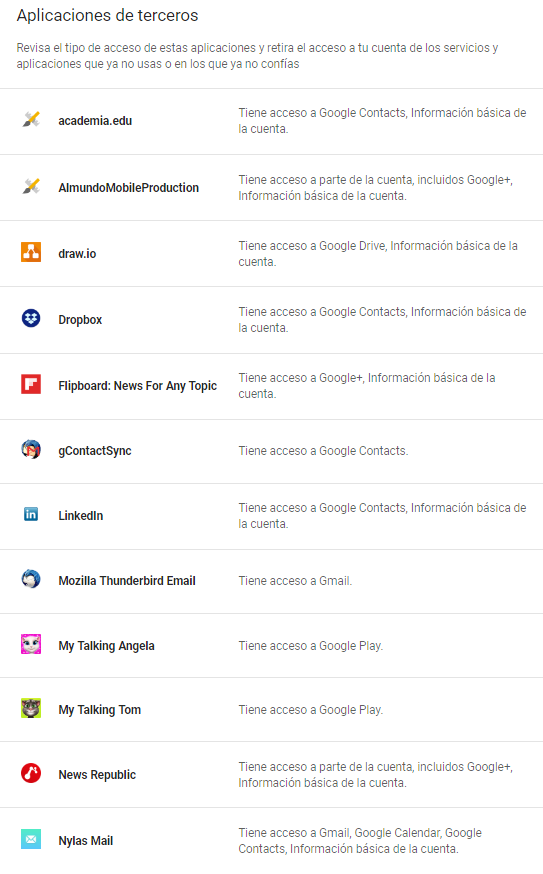 Aplicaciones de terceros
Revisa el tipo de acceso de estas aplicaciones y retira el acceso a tu cuenta de los servicios y
aplicaciones que ya no usas o en los que ya no confías
academia.edu
Tiene acceso a Google Contacts, Información básica de
la cuenta.
AlmundoMobileProduction
Tiene acceso a parte de la cuenta, incluidos Google+,
Información básica de la cuenta.
draw.io
Tiene acceso a Google Drive, Información básica de la
cuenta.
Dropbox
Tiene acceso a Google Contacts, Información básica de
la cuenta.
Flipboard: News For Any Topic
Tiene acceso a Google+, Información básica de la
cuenta.
gContactSync
Tiene acceso a Google Contacts.
in
LinkedIn
Tiene acceso a Google Contacts, Información básica de
la cuenta.
Mozilla Thunderbird Email
Tiene acceso a Gmail.
My Talking Angela
Tiene acceso a Google Play.
My Talking Tom
Tiene acceso a Google Play.
News Republic
Tiene acceso a parte de la cuenta, incluidos Google+,
Información básica de la cuenta.
Nylas Mail
Tiene acceso a Gmail, Google Calendar, Google
Contacts, Información básica de la cuenta.